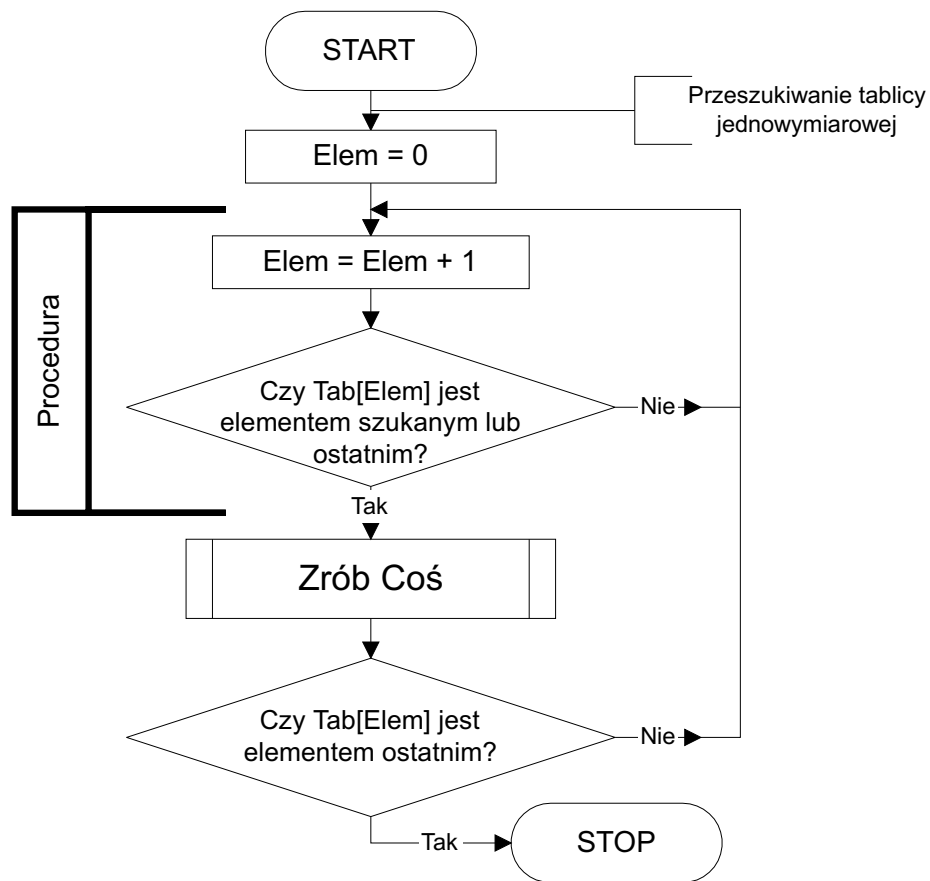 START
Przeszukiwanie tablicy
jednowymiarowej
Elem = 0
Procedura
Elem = Elem + 1
Czy Tab[Elem] jest
elementem szukanym lub
ostatnim?
Nie
Tak
Zrób Coś
Czy Tab[Elem] jest
elementem ostatnim?
Nie
Tak
STOP